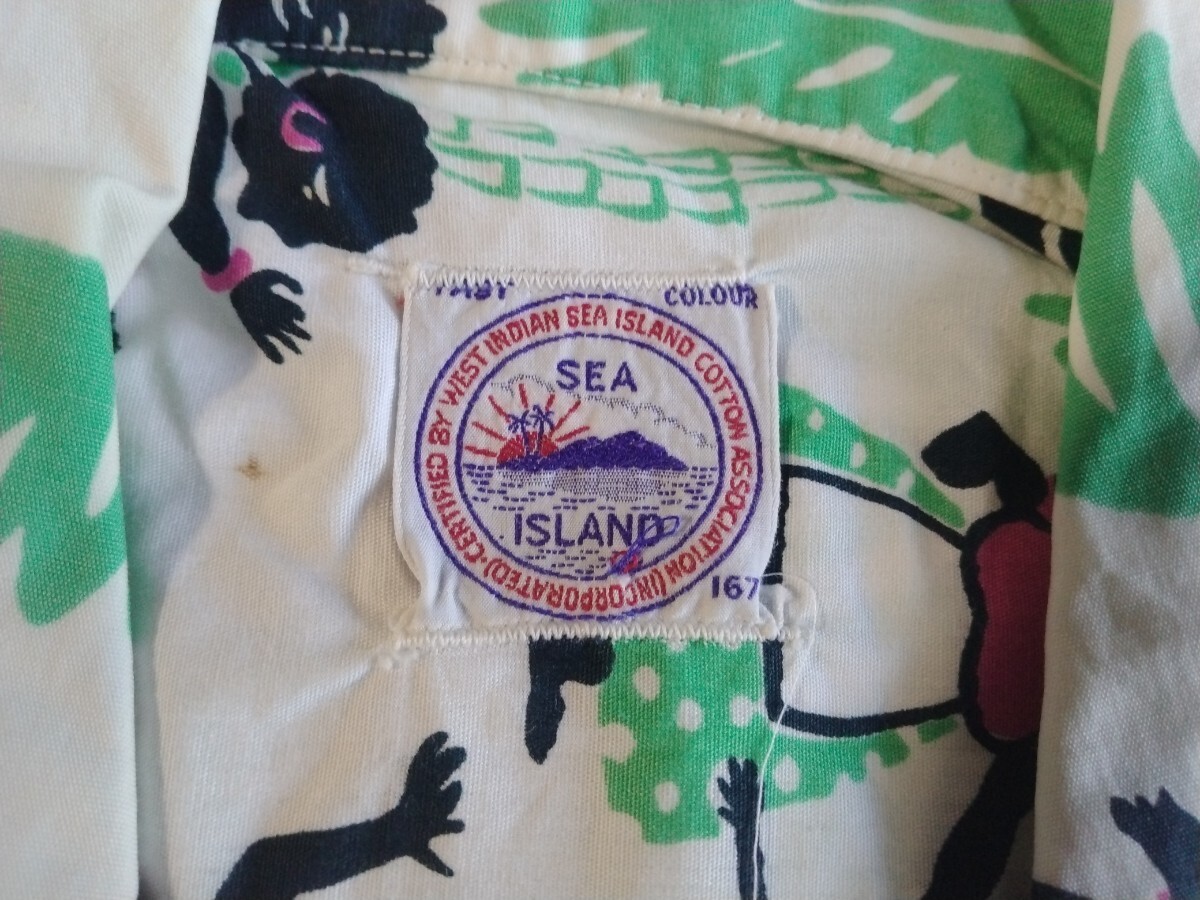 FAST COLOUR
CERTIFIED BY WEST INDIAN SEA ISLAND COTTON ASSOCIATION (INCORPORATED)·
SEA
ISLAND
167